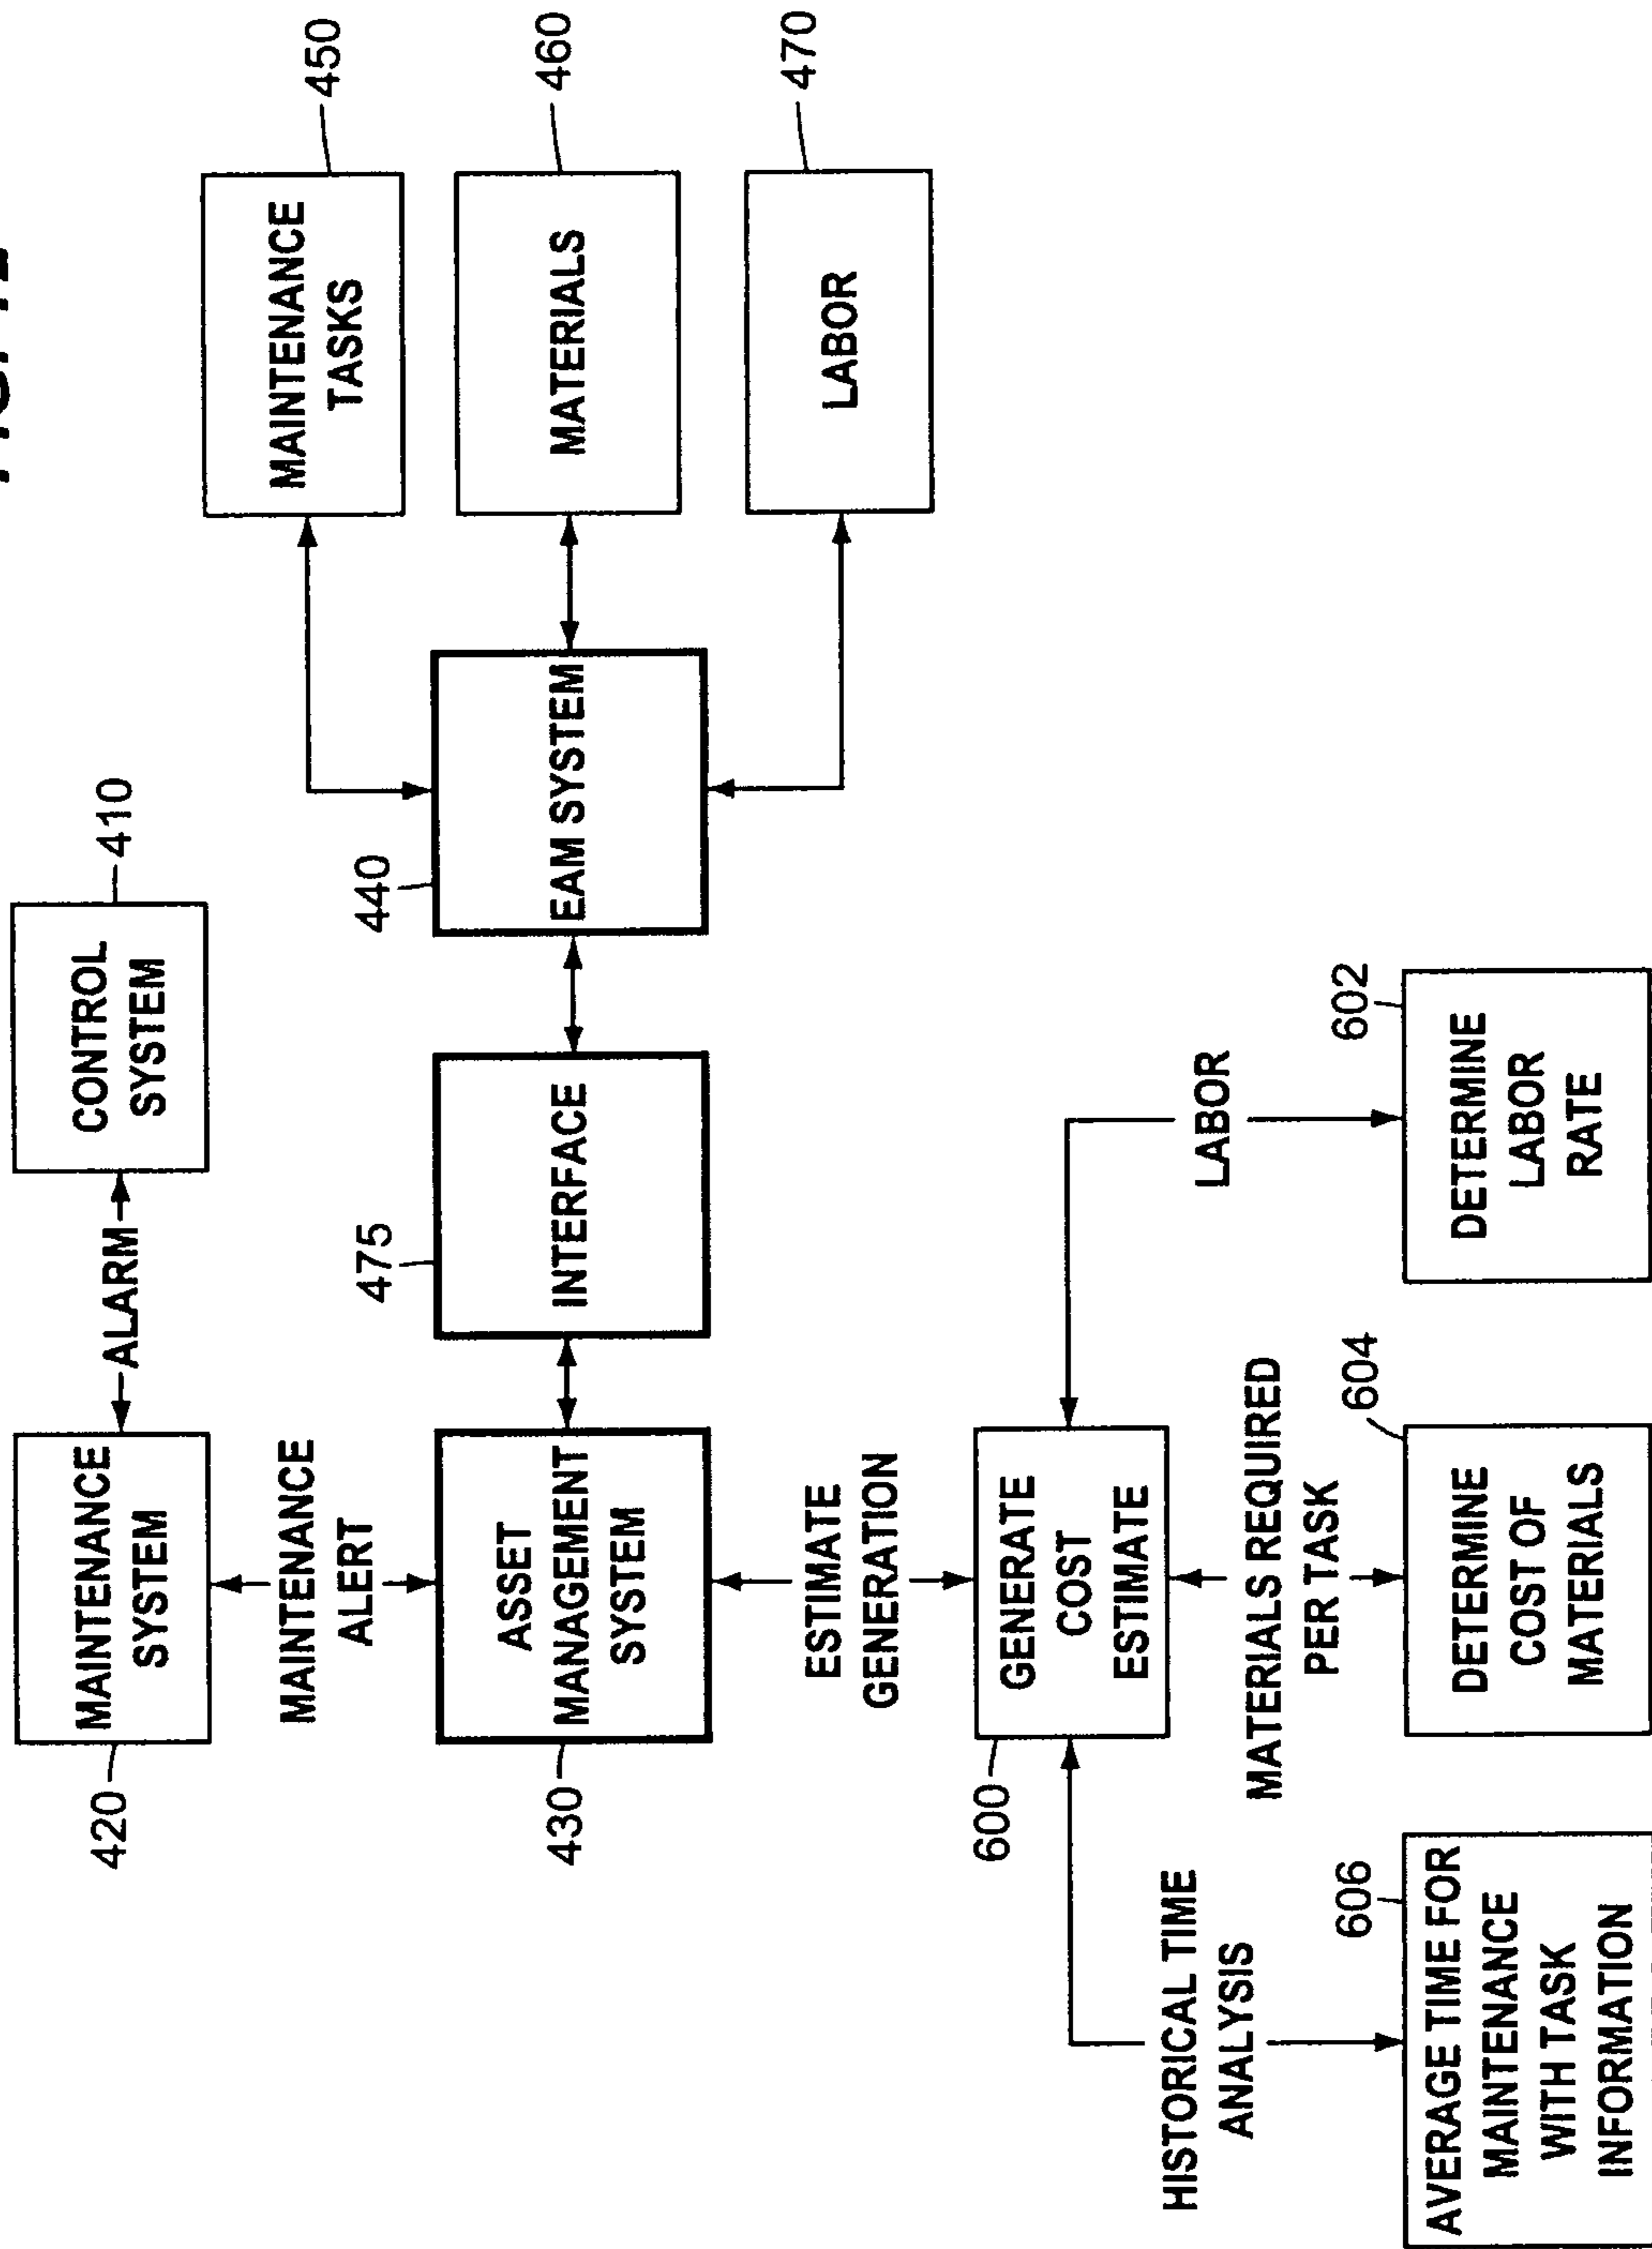 420
MAINTENANCE
SYSTEM
ALARM
CONTROL
SYSTEM
410
MAINTENANCE
ALERT
430
ASSET
MANAGEMENT
SYSTEM
475
INTERFACE
440
EAM SYSTEM
MAINTENANCE
TASKS
450
MATERIALS
460
LABOR
470
ESTIMATE
GENERATION
600
GENERATE
COST
ESTIMATE
HISTORICAL TIME
ANALYSIS
MATERIALS REQUIRED
PER TASK
LABOR
606
AVERAGE TIME FOR
MAINTENANCE
WITH TASK
INFORMATION
604
DETERMINE
COST OF
MATERIALS
602
DETERMINE
LABOR
RATE